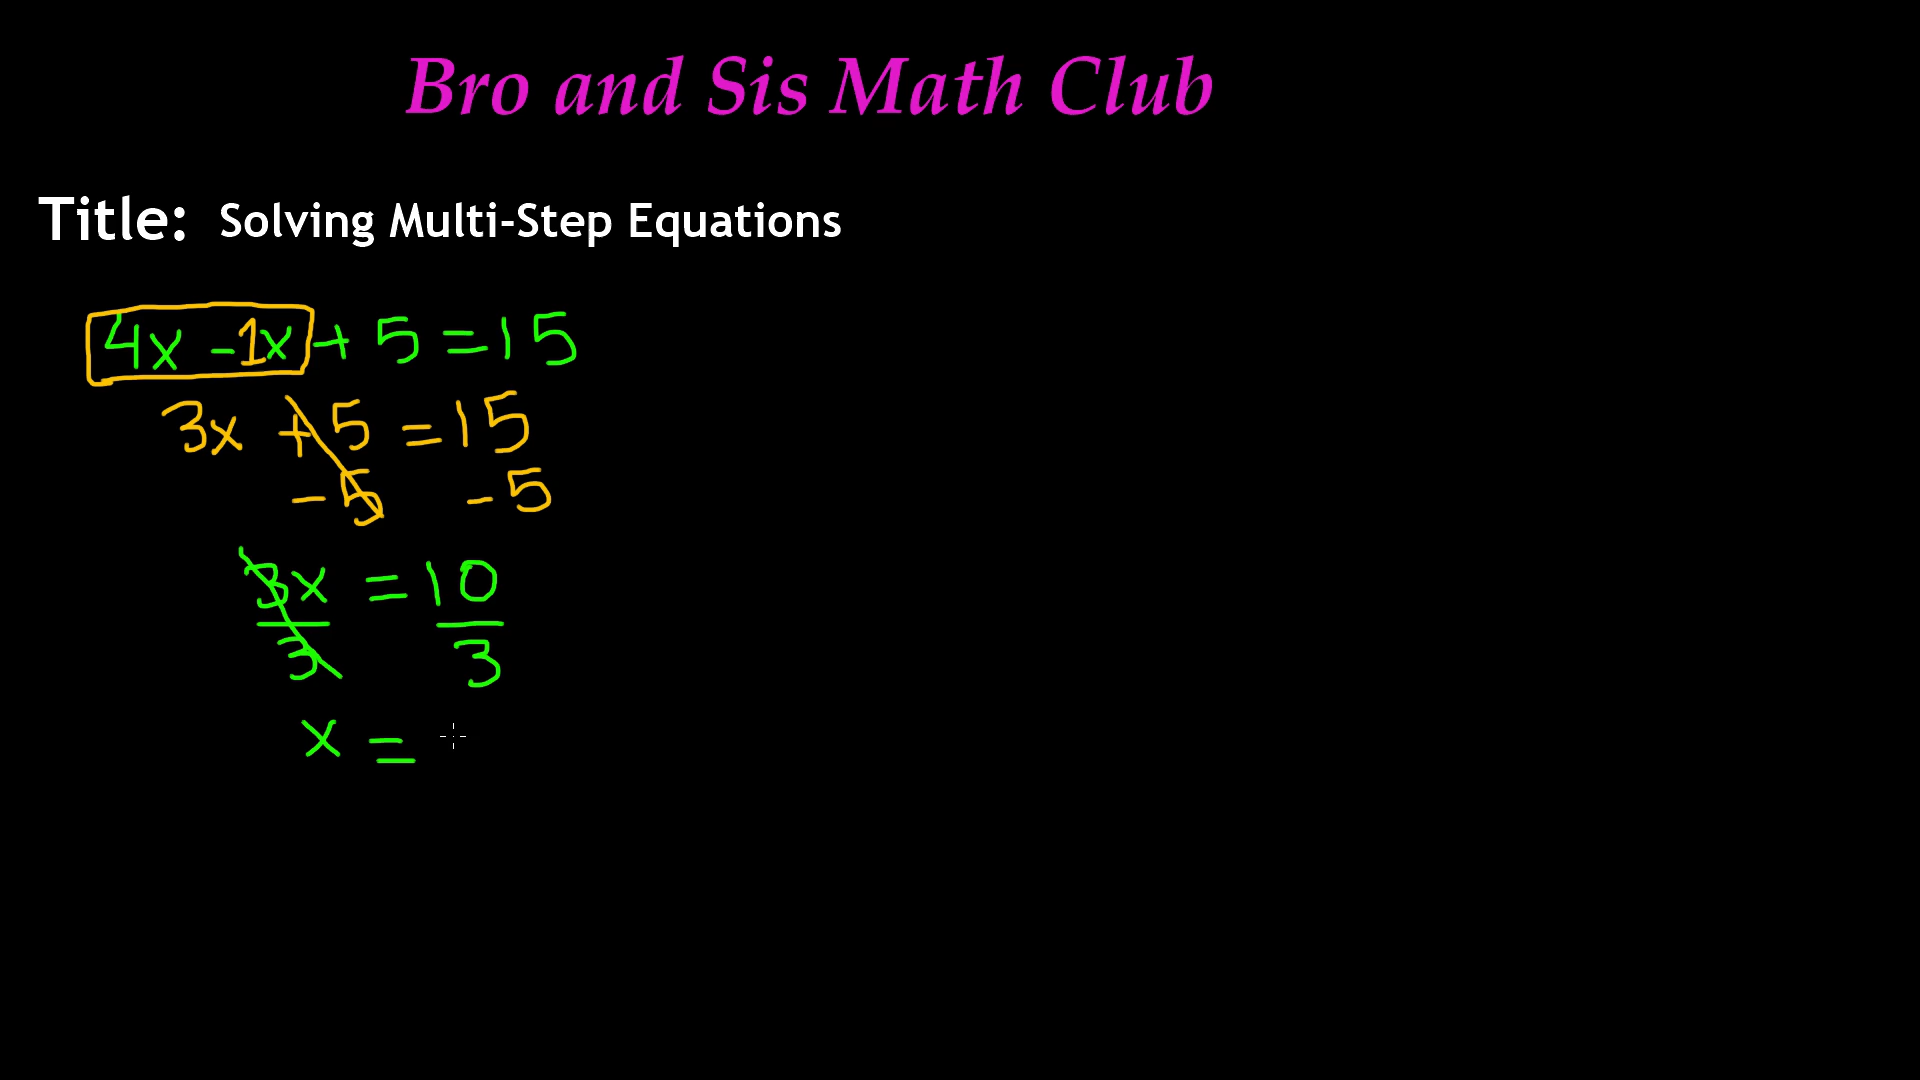 Bro and Sis Math Club
Title: Solving Multi-Step Equations
4x - 1x + 5 = 15
3x + 5 = 15
- 5 - 5
3x = 10
3 3
x =